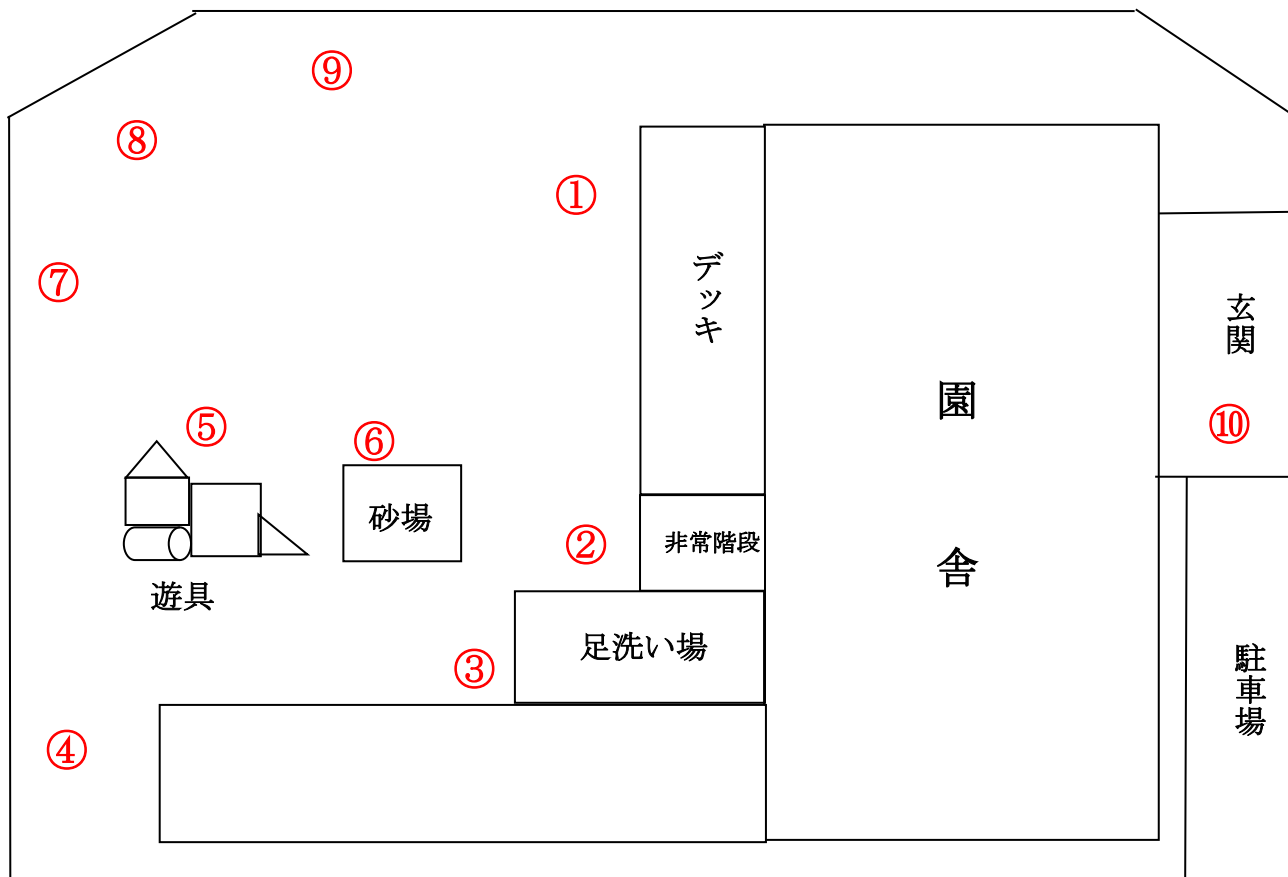 ⑨
⑧
①
⑦
デッキ
玄関
園舎
⑤
⑥
⑩
砂場
②
非常階段
遊具
③
足洗い場
駐車場
④